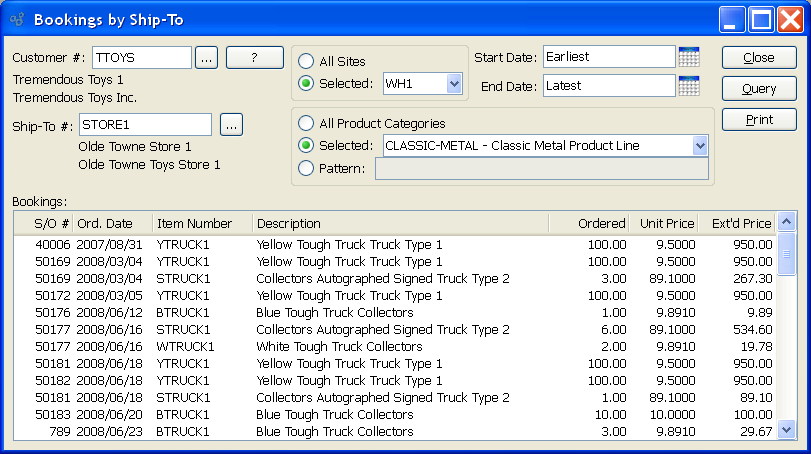 Bookings by Ship-To
Customer #: TTOYS ... ?
Tremendous Toys 1
Tremendous Toys Inc.
Ship-To #: STORE1 ...
Olde Towne Store 1
Olde Towne Toys Store 1
All Sites
Selected: WH1
Start Date: Earliest
End Date: Latest
All Product Categories
Selected: CLASSIC-METAL - Classic Metal Product Line
Pattern:
Close
Query
Print
Bookings:
S/O # Ord. Date Item Number Description Ordered Unit Price Ext'd Price
40006 2007/08/31 YTRUCK1 Yellow Tough Truck Truck Type 1 100.00 9.5000 950.00
50169 2008/03/04 YTRUCK1 Yellow Tough Truck Truck Type 1 100.00 9.5000 950.00
50169 2008/03/04 STRUCK1 Collectors Autographed Signed Truck Type 2 3.00 89.1000 267.30
50172 2008/03/05 YTRUCK1 Yellow Tough Truck Truck Type 1 100.00 9.5000 950.00
50176 2008/06/12 BTRUCK1 Blue Tough Truck Collectors 1.00 9.8910 9.89
50177 2008/06/16 STRUCK1 Collectors Autographed Signed Truck Type 2 6.00 89.1000 534.60
50177 2008/06/16 WTRUCK1 White Tough Truck Collectors 2.00 9.8910 19.78
50181 2008/06/18 YTRUCK1 Yellow Tough Truck Truck Type 1 100.00 9.5000 950.00
50182 2008/06/18 YTRUCK1 Yellow Tough Truck Truck Type 1 100.00 9.5000 950.00
50181 2008/06/18 STRUCK1 Collectors Autographed Signed Truck Type 2 1.00 89.1000 89.10
50183 2008/06/20 BTRUCK1 Blue Tough Truck Collectors 10.00 10.0000 100.00
789 2008/06/23 BTRUCK1 Blue Tough Truck Collectors 3.00 9.8910 29.67